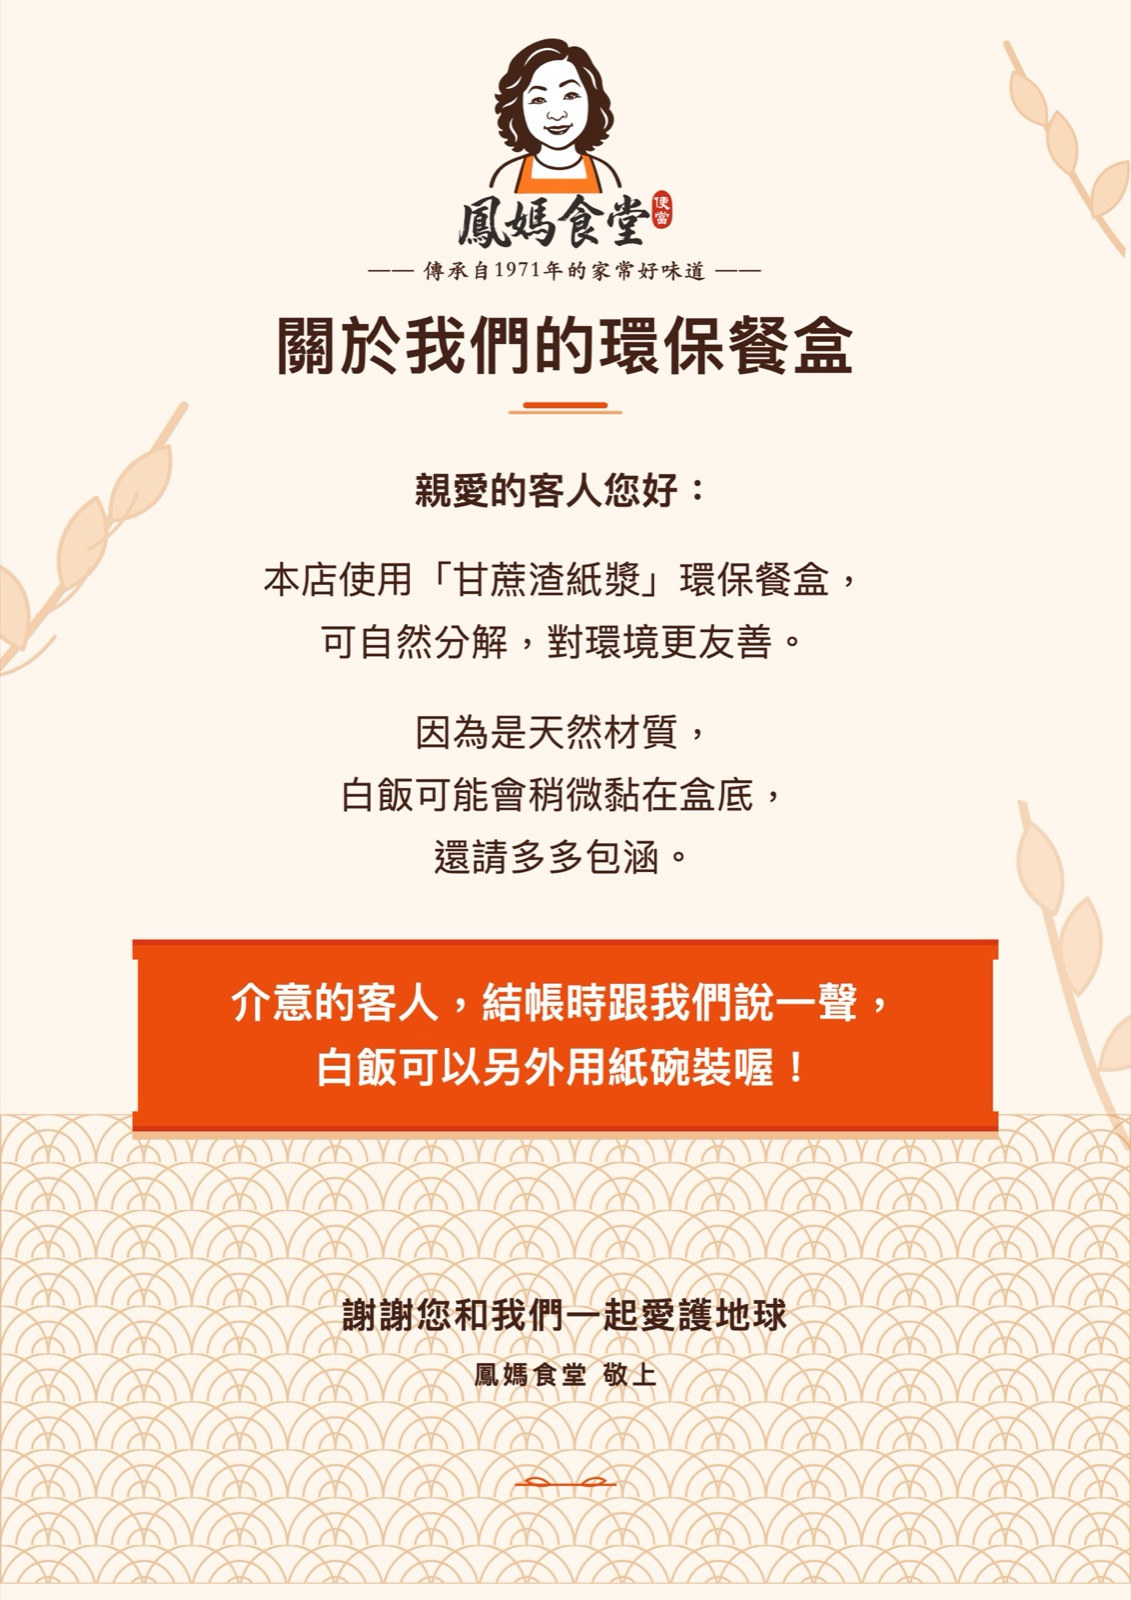 鳳媽食堂
便當
傳承自1971年的家常好味道
關於我們的環保餐盒
親愛的客人您好：
本店使用「甘蔗渣紙漿」環保餐盒，
可自然分解，對環境更友善。
因為是天然材質，
白飯可能會稍微黏在盒底，
還請多多包涵。
介意的客人，結帳時跟我們說一聲，
白飯可以另外用紙碗裝喔！
謝謝您和我們一起愛護地球
鳳媽食堂 敬上